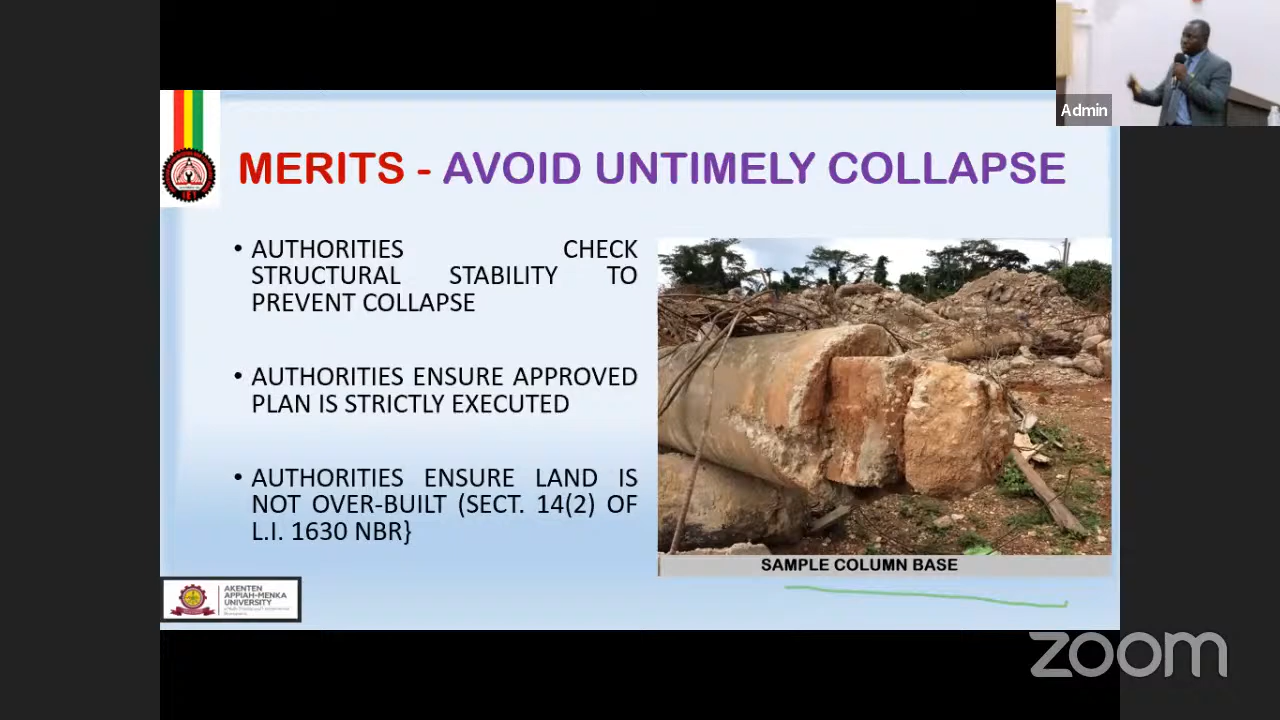 Admin
MERITS - AVOID UNTIMELY COLLAPSE
• AUTHORITIES CHECK
STRUCTURAL STABILITY TO
PREVENT COLLAPSE
• AUTHORITIES ENSURE APPROVED
PLAN IS STRICTLY EXECUTED
• AUTHORITIES ENSURE LAND IS
NOT OVER-BUILT (SECT. 14(2) OF
L.I. 1630 NBR}
SAMPLE COLUMN BASE
AKENTEN
APPIAH-MENKA
UNIVERSITY
zoom